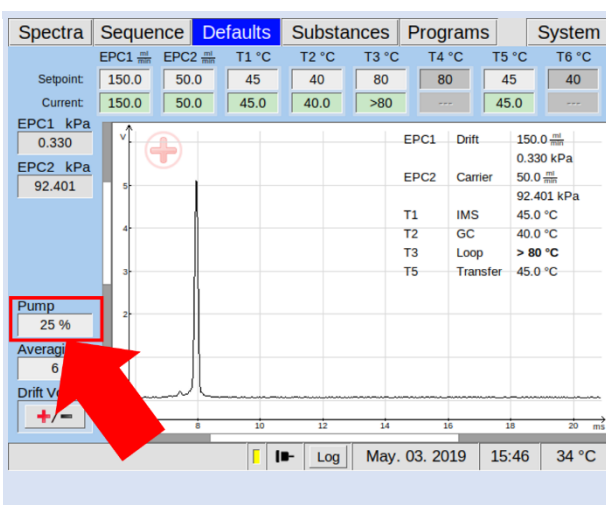 Spectra Sequence Defaults Substances Programs System
EPC1 ml/min EPC2 ml/min T1 °C T2 °C T3 °C T4 °C T5 °C T6 °C
Setpoint: 150.0 50.0 45 40 80 80 45 40
Current: 150.0 50.0 45.0 40.0 >80 --- 45.0 ---
EPC1 kPa
0.330
EPC2 kPa
92.401
Pump
25 %
6
+/-
V
5
4
3
2
8 10 12 14 16 18 20 ms
EPC1 Drift 150.0 ml/min
0.330 kPa
EPC2 Carrier 50.0 ml/min
92.401 kPa
T1 IMS 45.0 °C
T2 GC 40.0 °C
T3 Loop > 80 °C
T5 Transfer 45.0 °C
Log May. 03. 2019 15:46 34 °C